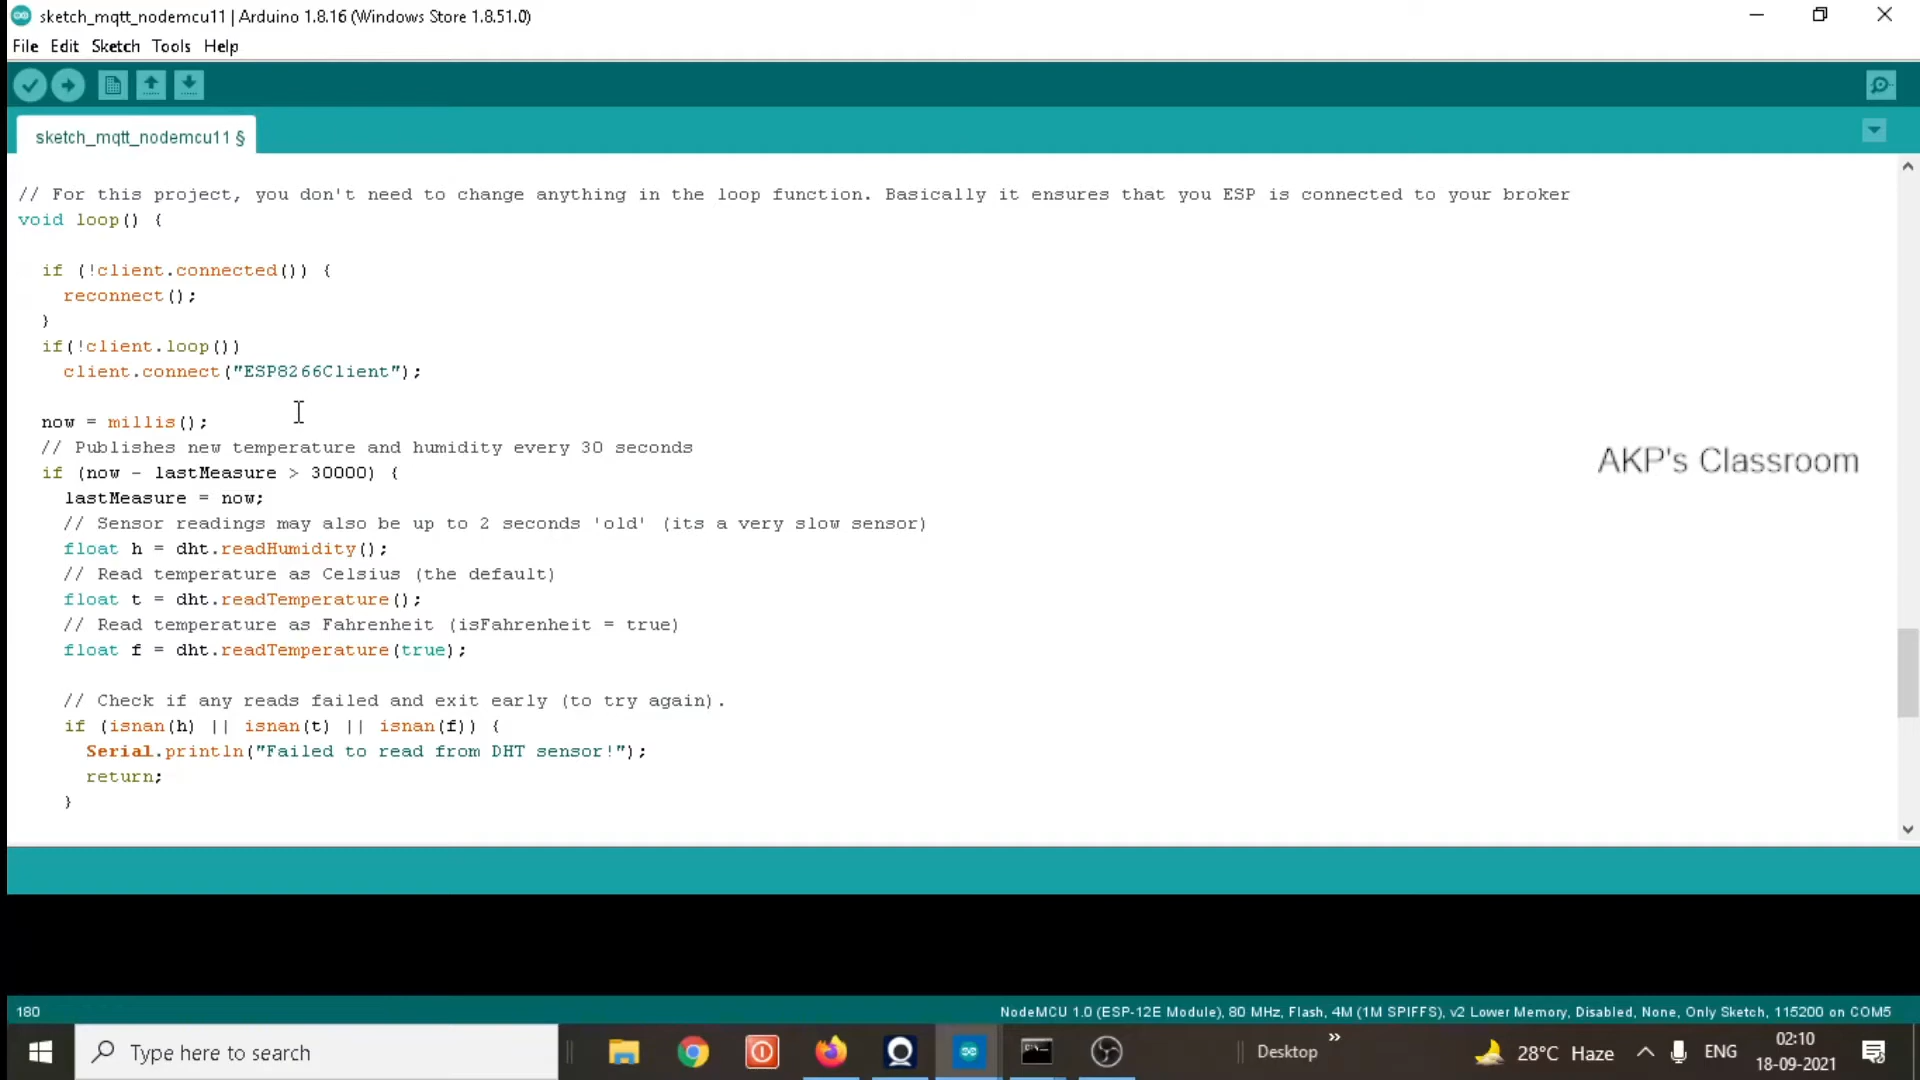 sketch_mqtt_nodemcu11 | Arduino 1.8.16 (Windows Store 1.8.51.0)
File Edit Sketch Tools Help
sketch_mqtt_nodemcu11 §
// For this project, you don't need to change anything in the loop function. Basically it ensures that you ESP is connected to your broker
void loop() {
if (!client.connected()) {
reconnect();
}
if(!client.loop())
client.connect("ESP8266Client");
now = millis();
// Publishes new temperature and humidity every 30 seconds
if (now - lastMeasure > 30000) {
lastMeasure = now;
// Sensor readings may also be up to 2 seconds 'old' (its a very slow sensor)
float h = dht.readHumidity();
// Read temperature as Celsius (the default)
float t = dht.readTemperature();
// Read temperature as Fahrenheit (isFahrenheit = true)
float f = dht.readTemperature(true);
// Check if any reads failed and exit early (to try again).
if (isnan(h) || isnan(t) || isnan(f)) {
Serial.println("Failed to read from DHT sensor!");
return;
}
AKP's Classroom
180
NodeMCU 1.0 (ESP-12E Module), 80 MHz, Flash, 4M (1M SPIFFS), v2 Lower Memory, Disabled, None, Only Sketch, 115200 on COM5
Type here to search
Desktop
28°C Haze
ENG
02:10
18-09-2021